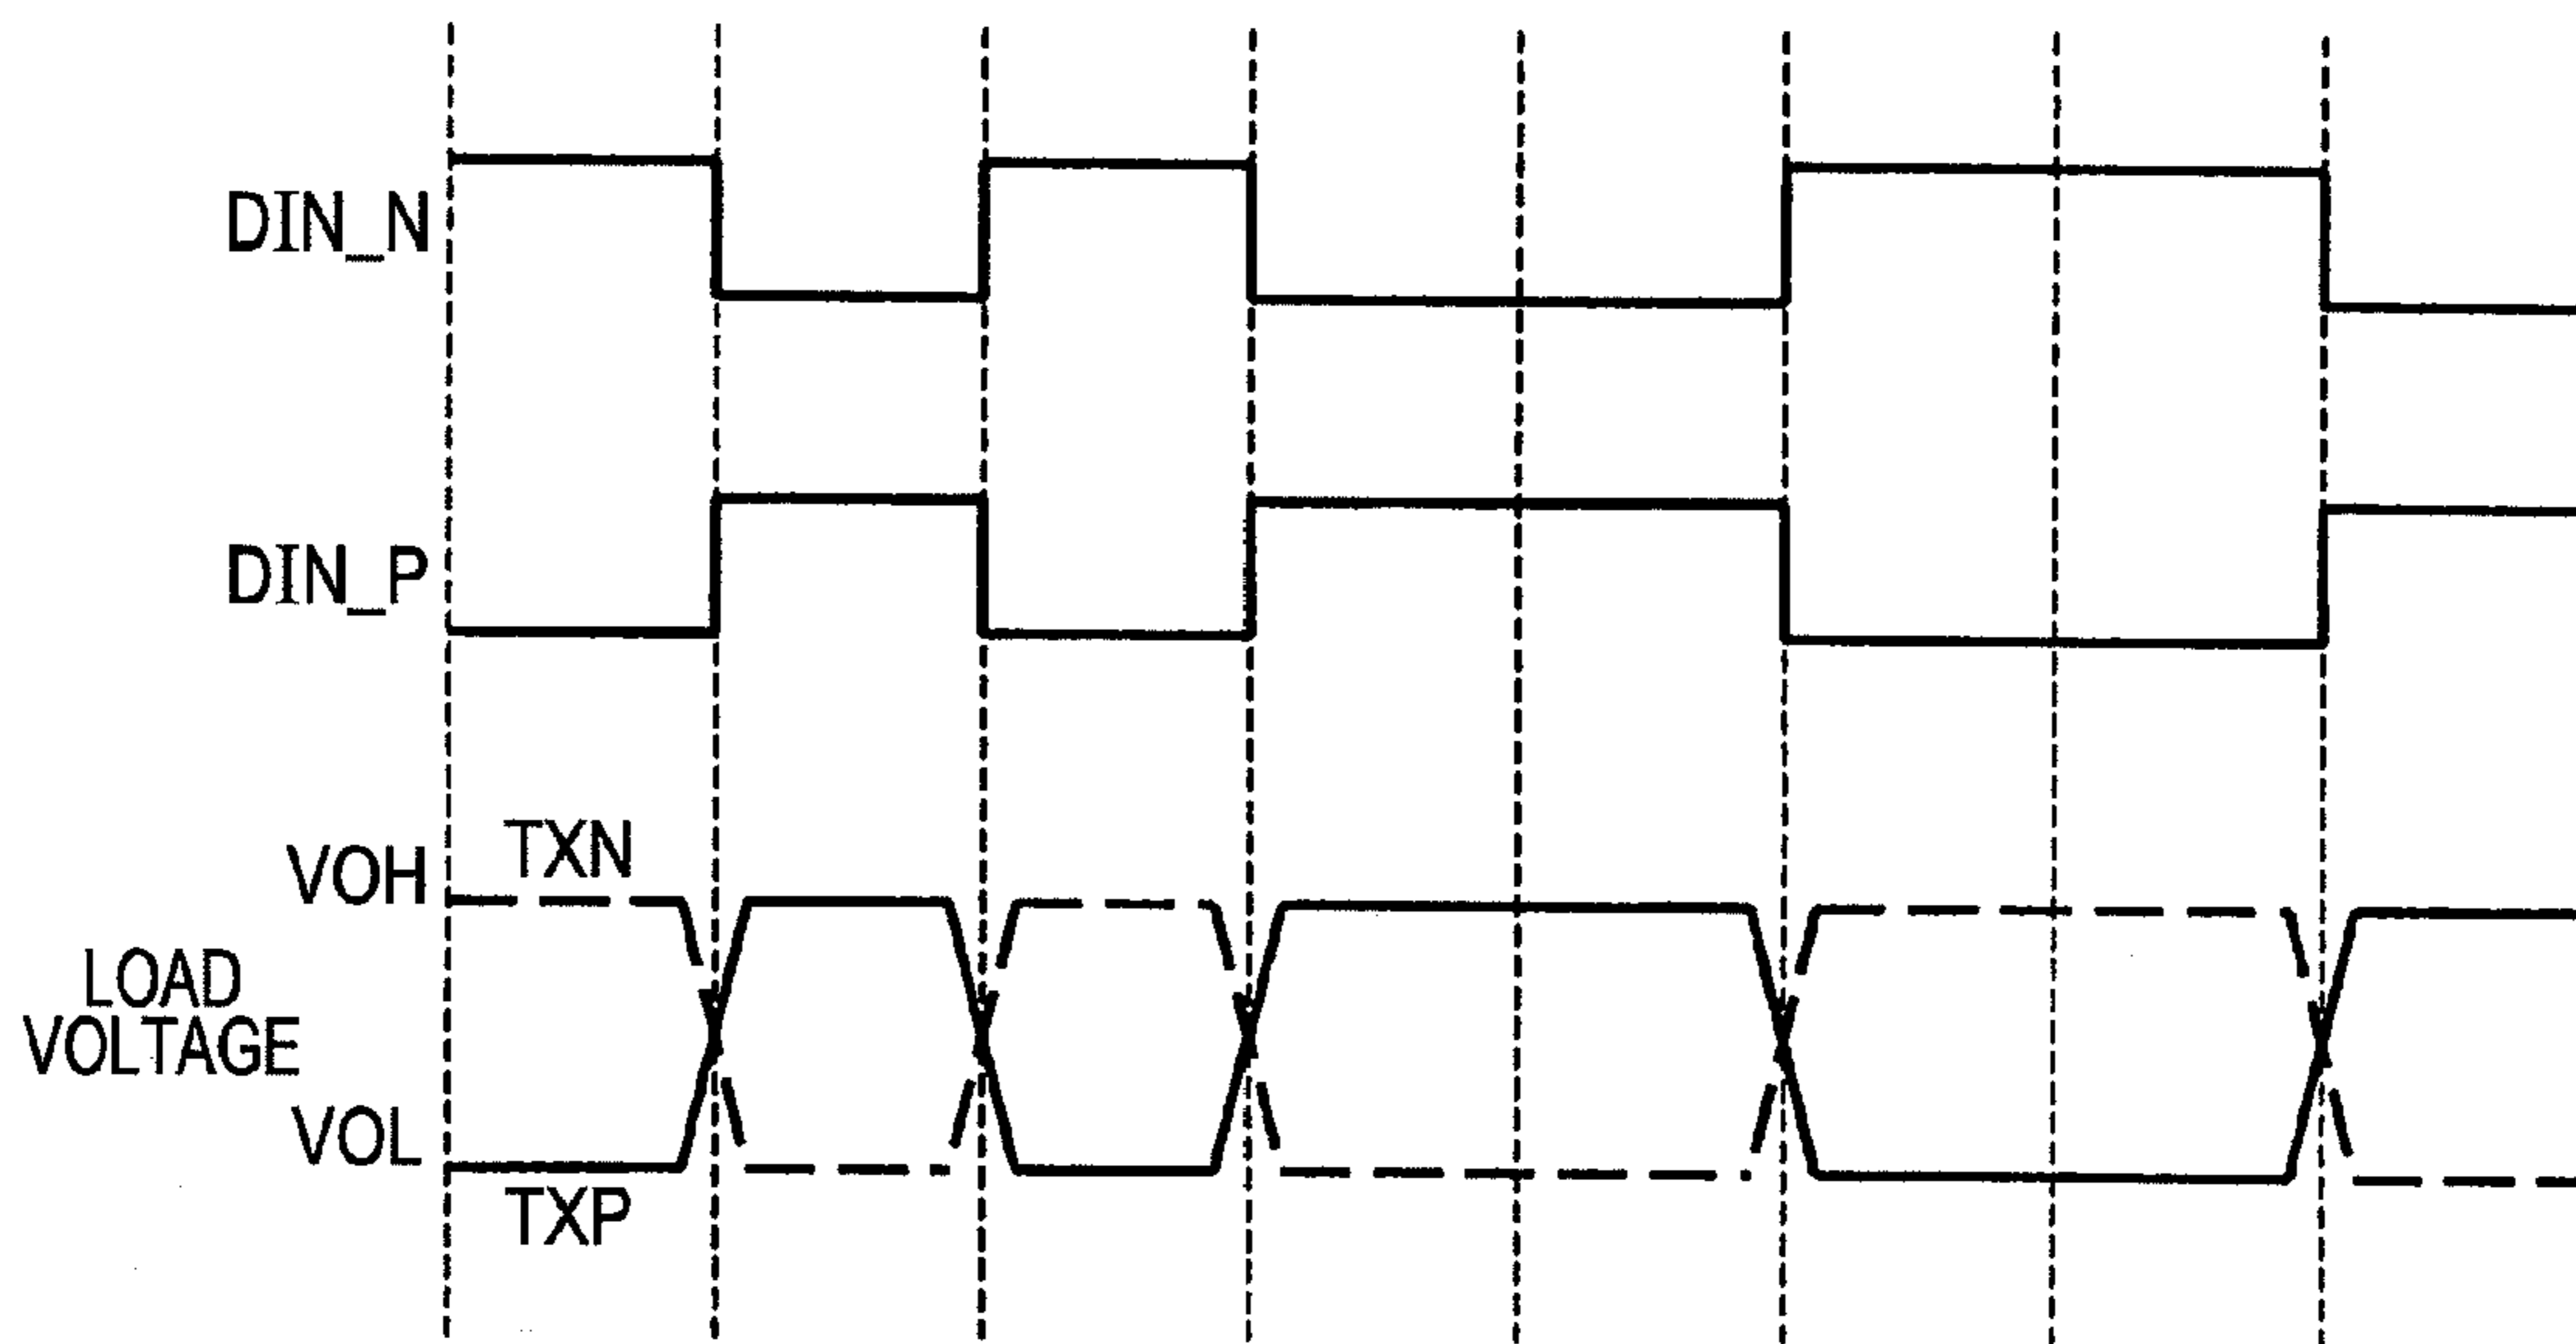 DIN_N
DIN_P
VOH
TXN
LOAD
VOLTAGE
VOL
TXP